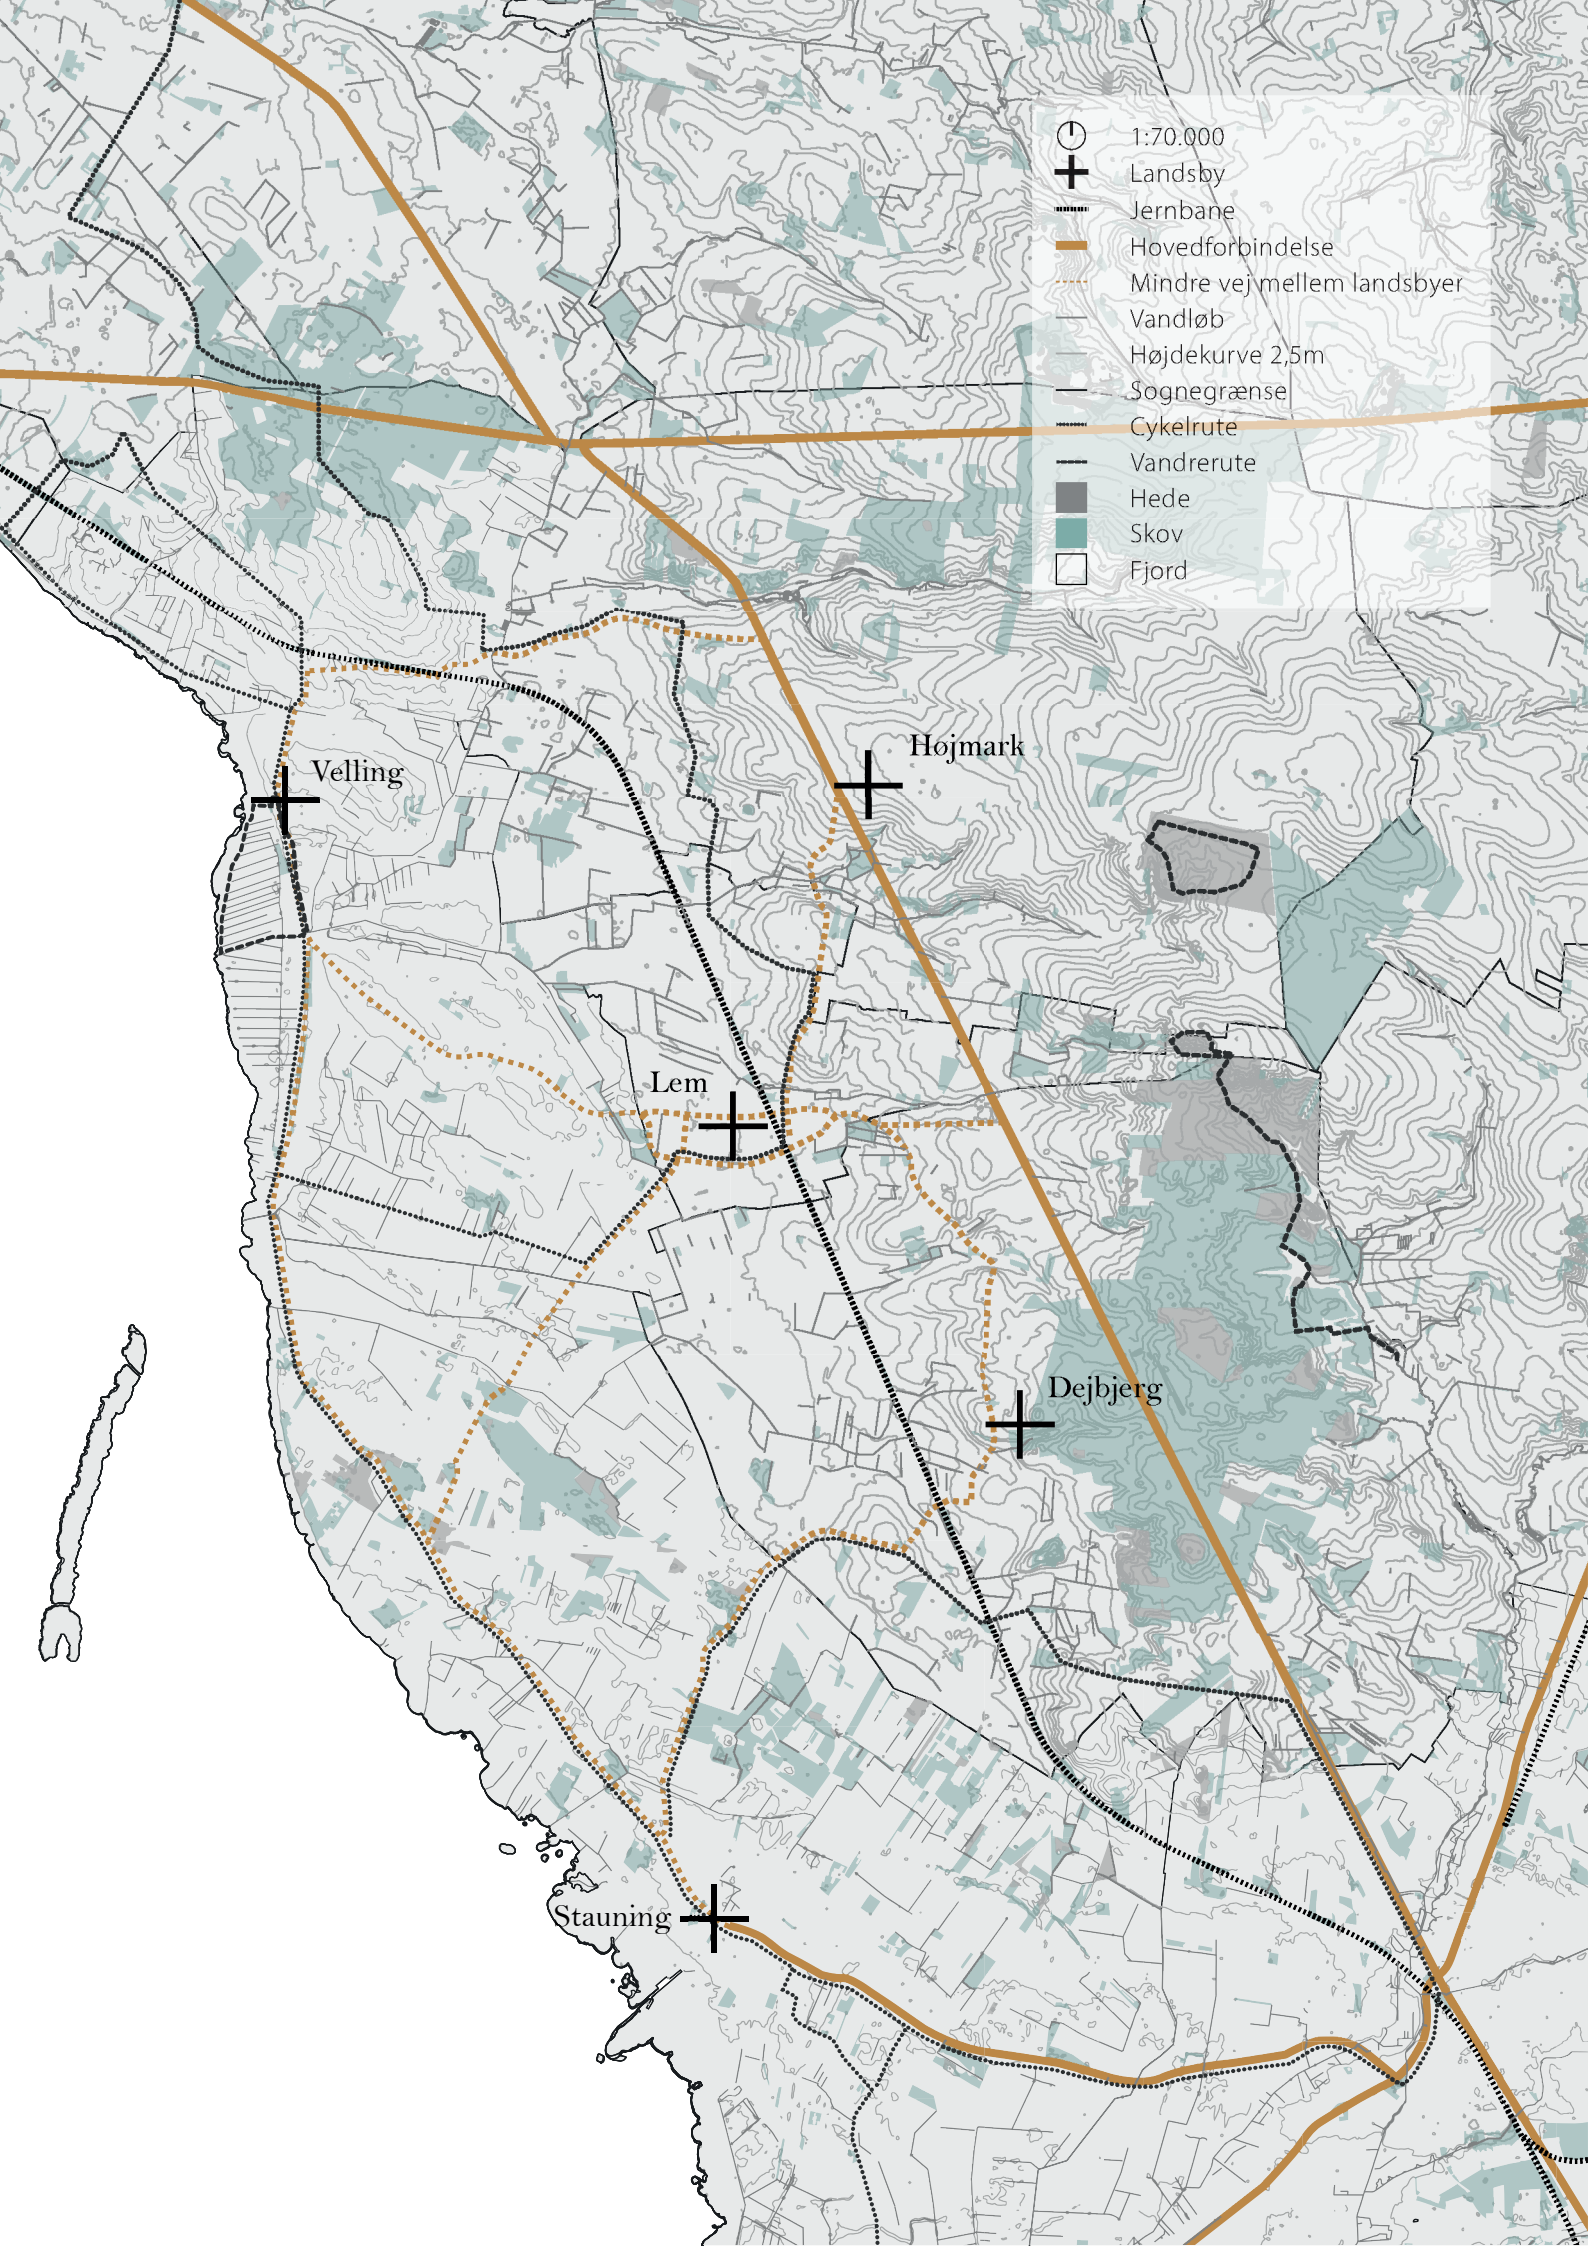 1:70.000
Landsby
Jernbane
Hovedforbindelse
Mindre vej mellem landsbyer
Vandløb
Højdekurve 2,5m
Sognegrænse
Cykelrute
Vandrerute
Hede
Skov
Fjord
Højmark
Velling
Lem
Dejbjerg
Stauning